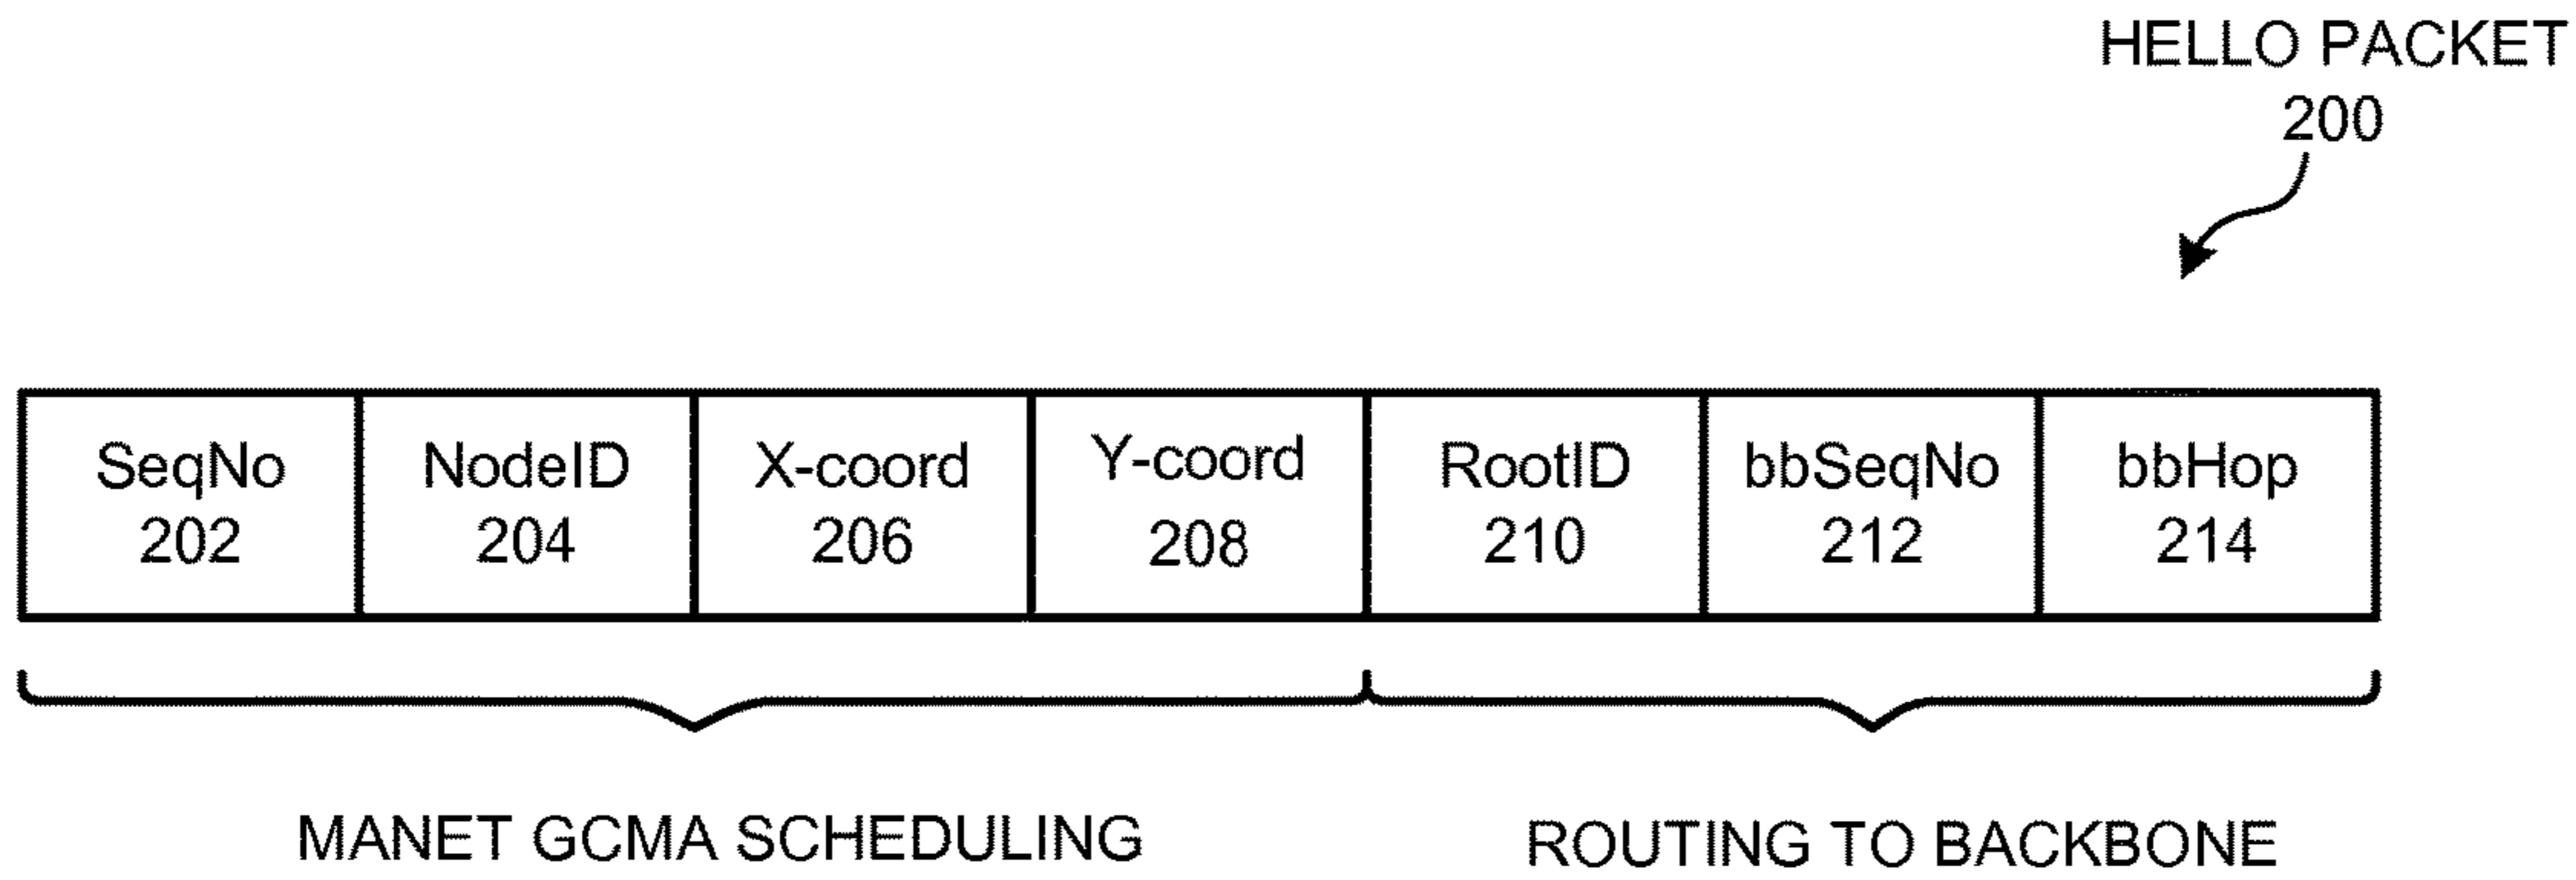 HELLO PACKET
200
SeqNo
202
NodeID
204
X-coord
206
Y-coord
208
RootID
210
bbSeqNo
212
bbHop
214
MANET GCMA SCHEDULING
ROUTING TO BACKBONE